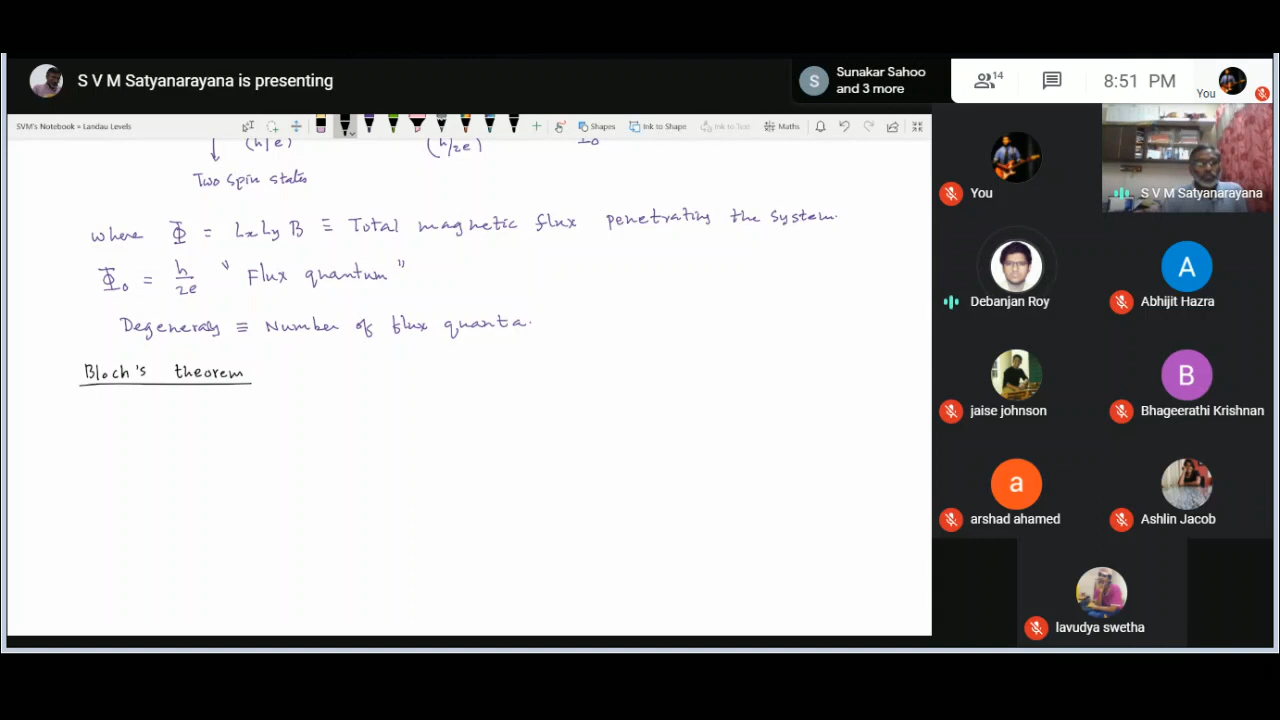 S V M Satyanarayana is presenting
Sunakar Sahoo
and 3 more
S
14
8:51 PM
You
SVM's Notebook » Landau Levels
Shapes
Ink to Shape
Ink to Text
Maths
(h/e)
(h/2e)
Φ0
Two spin states
where Φ = LxLyB ≡ Total magnetic flux penetrating the system.
Φ0 = h/2e " Flux quantum "
Degeneracy ≡ Number of flux quanta.
Bloch's theorem
You
S V M Satyanarayana
Debanjan Roy
A
Abhijit Hazra
jaise johnson
B
Bhageerathi Krishnan
a
arshad ahamed
Ashlin Jacob
lavudya swetha